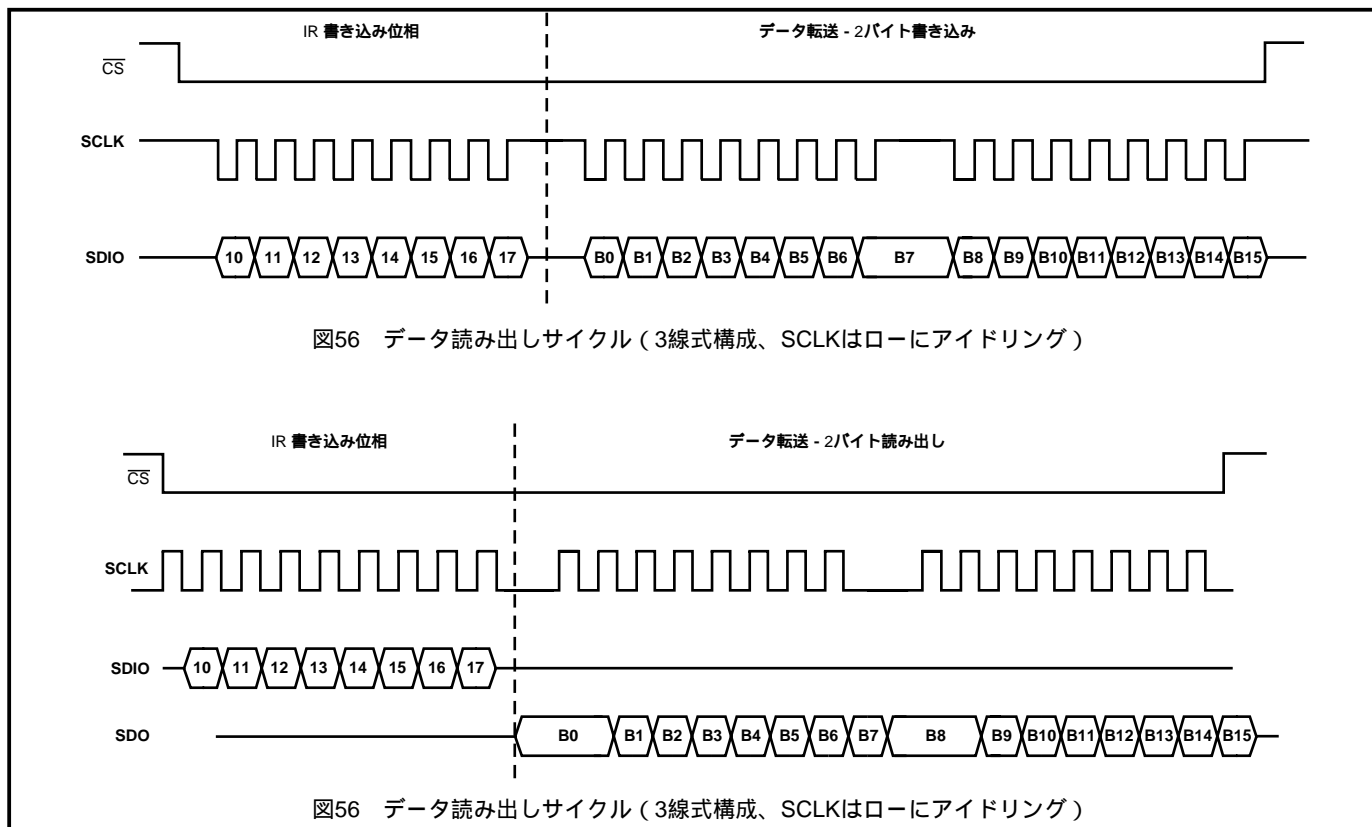 IR 書き込み位相 データ転送 - 2バイト書き込み
CS
SCLK
SDIO 10 11 12 13 14 15 16 17 B0 B1 B2 B3 B4 B5 B6 B7 B8 B9 B10 B11 B12 B13 B14 B15
図56 データ読み出しサイクル(3線式構成、SCLKはローにアイドリング)
IR 書き込み位相 データ転送 - 2バイト読み出し
CS
SCLK
SDIO 10 11 12 13 14 15 16 17
SDO B0 B1 B2 B3 B4 B5 B6 B7 B8 B9 B10 B11 B12 B13 B14 B15
図56 データ読み出しサイクル(3線式構成、SCLKはローにアイドリング)